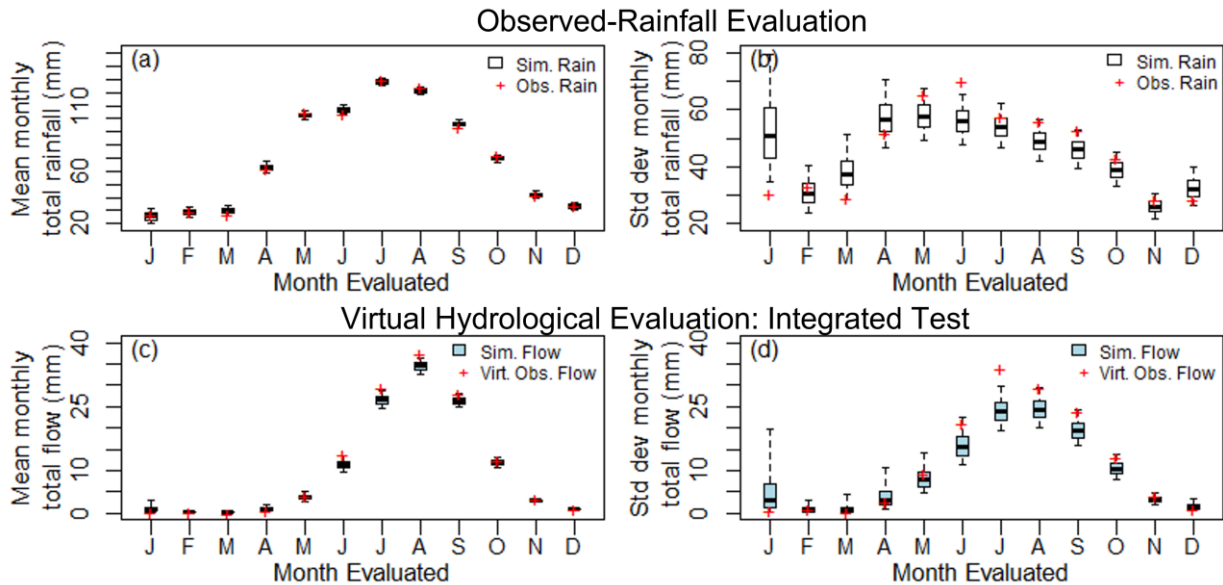 Observed-Rainfall Evaluation
Mean monthly
total rainfall (mm)
20 60 110
(a)
Sim. Rain
+ Obs. Rain
J F M A M J J A S O N D
Month Evaluated
Std dev monthly
total rainfall (mm)
20 40 60 80
(b)
Sim. Rain
+ Obs. Rain
J F M A M J J A S O N D
Month Evaluated
Virtual Hydrological Evaluation: Integrated Test
Mean monthly
total flow (mm)
0 10 25 40
(c)
Sim. Flow
+ Virt. Obs. Flow
J F M A M J J A S O N D
Month Evaluated
Std dev monthly
total flow (mm)
0 10 25 40
(d)
Sim. Flow
+ Virt. Obs. Flow
J F M A M J J A S O N D
Month Evaluated